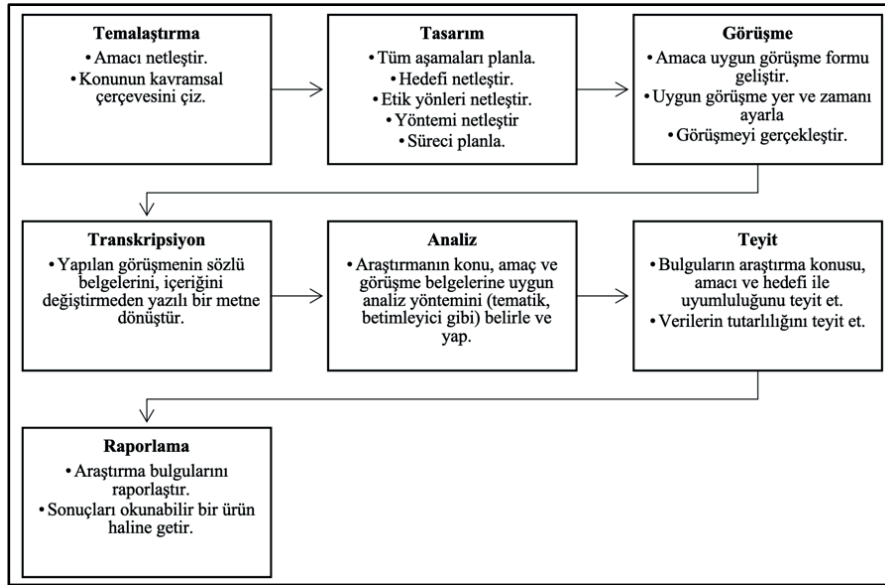 Temalaştırma
• Amacı netleştir.
• Konunun kavramsal
çerçevesini çiz.
Tasarım
• Tüm aşamaları planla.
• Hedefi netleştir.
• Etik yönleri netleştir.
• Yöntemi netleştir
• Süreci planla.
Görüşme
• Amaca uygun görüşme formu
geliştir.
• Uygun görüşme yer ve zamanı
ayarla
• Görüşmeyi gerçekleştir.
Transkripsiyon
• Yapılan görüşmenin sözlü
belgelerini, içeriğini
değiştirmeden yazılı bir metne
dönüştür.
Analiz
• Araştırmanın konu, amaç ve
görüşme belgelerine uygun
analiz yöntemini (tematik,
betimleyici gibi) belirle ve
yap.
Teyit
• Bulguların araştırma konusu,
amacı ve hedefi ile
uyumluluğunu teyit et.
• Verilerin tutarlılığını teyit et.
Raporlama
• Araştırma bulgularını
raporlaştır.
• Sonuçları okunabilir bir ürün
haline getir.